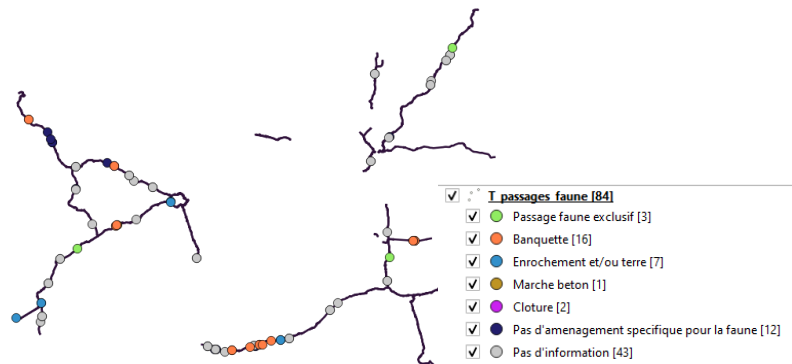 T_passages_faune [84]
Passage faune exclusif [3]
Banquette [16]
Enrochement et/ou terre [7]
Marche beton [1]
Cloture [2]
Pas d'amenagement specifique pour la faune [12]
Pas d'information [43]